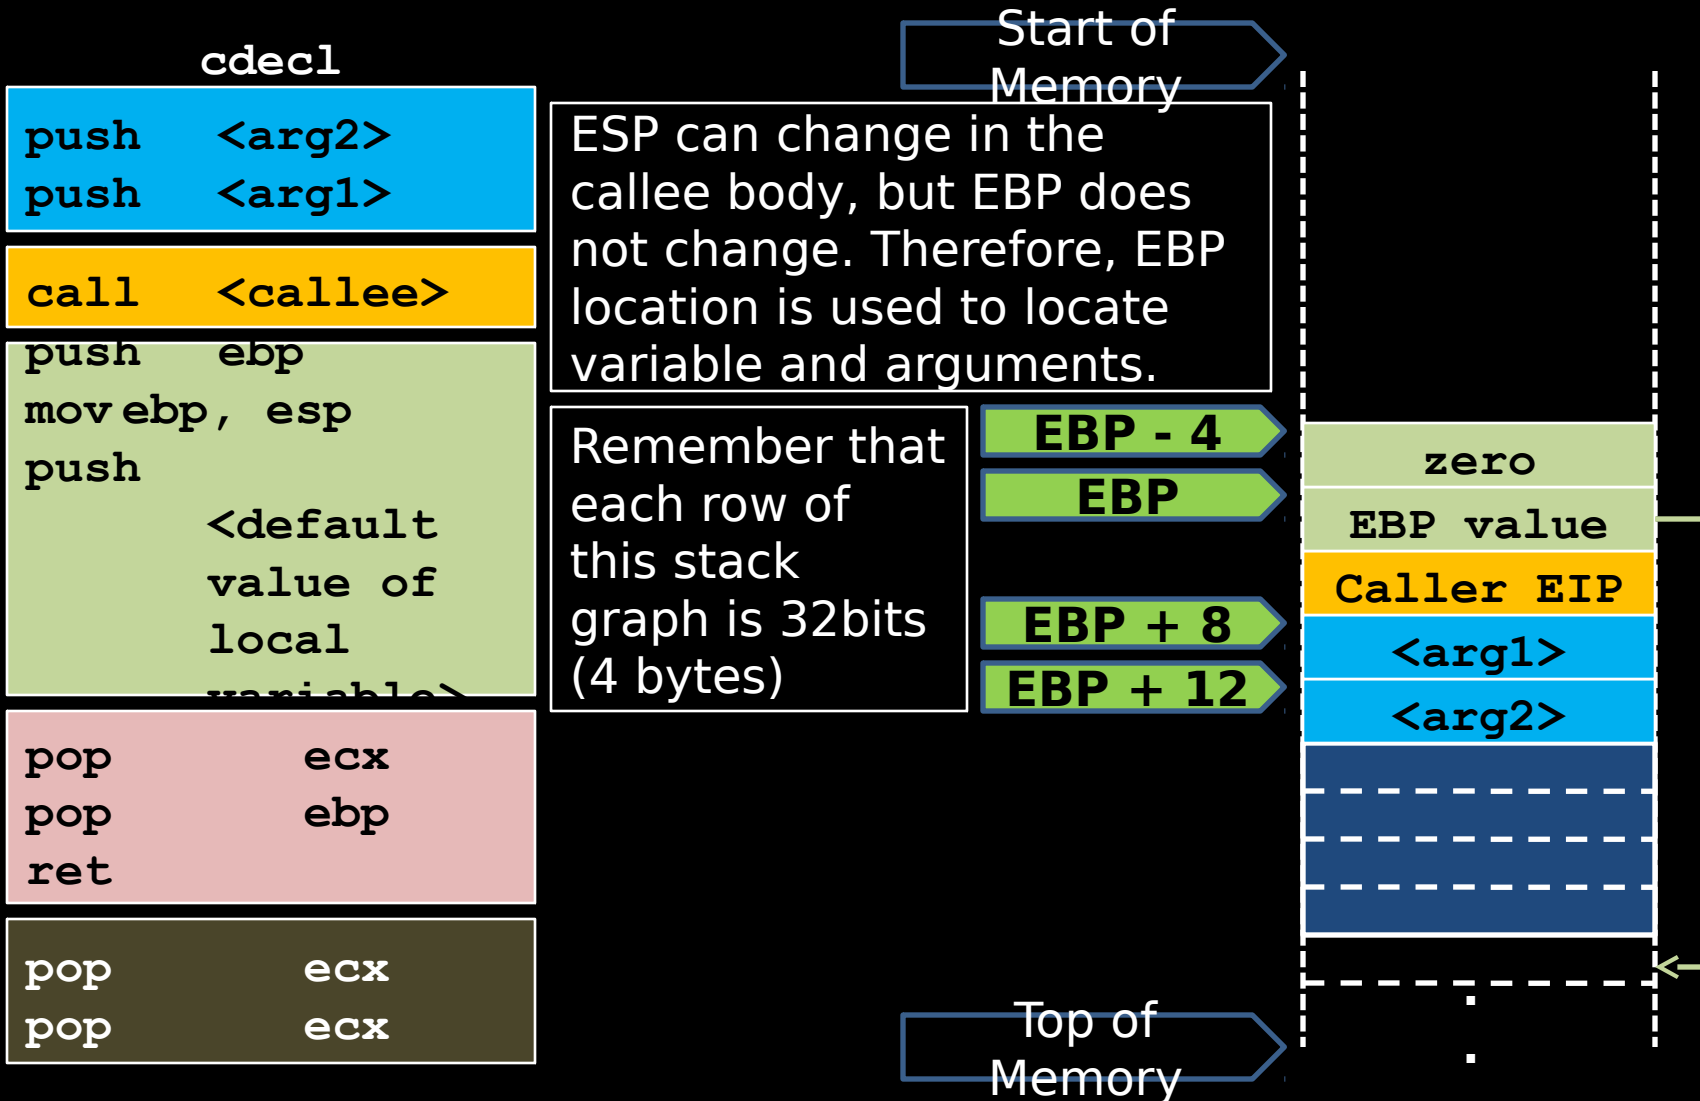 cdecl
push <arg2>
push <arg1>
call <callee>
push ebp
mov ebp, esp
push
<default
value of
local
variable>
pop ecx
pop ebp
ret
pop ecx
pop ecx
Start of
Memory
ESP can change in the
callee body, but EBP does
not change. Therefore, EBP
location is used to locate
variable and arguments.
Remember that
each row of
this stack
graph is 32bits
(4 bytes)
EBP - 4
EBP
EBP + 8
EBP + 12
Top of
Memory
zero
EBP value
Caller EIP
<arg1>
<arg2>
.
.